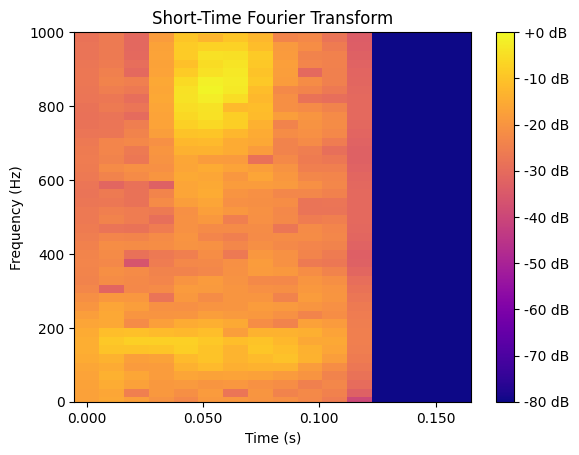 Short-Time Fourier Transform
1000
800
600
400
200
0
Frequency (Hz)
0.000
0.050
0.100
0.150
Time (s)
+0 dB
-10 dB
-20 dB
-30 dB
-40 dB
-50 dB
-60 dB
-70 dB
-80 dB